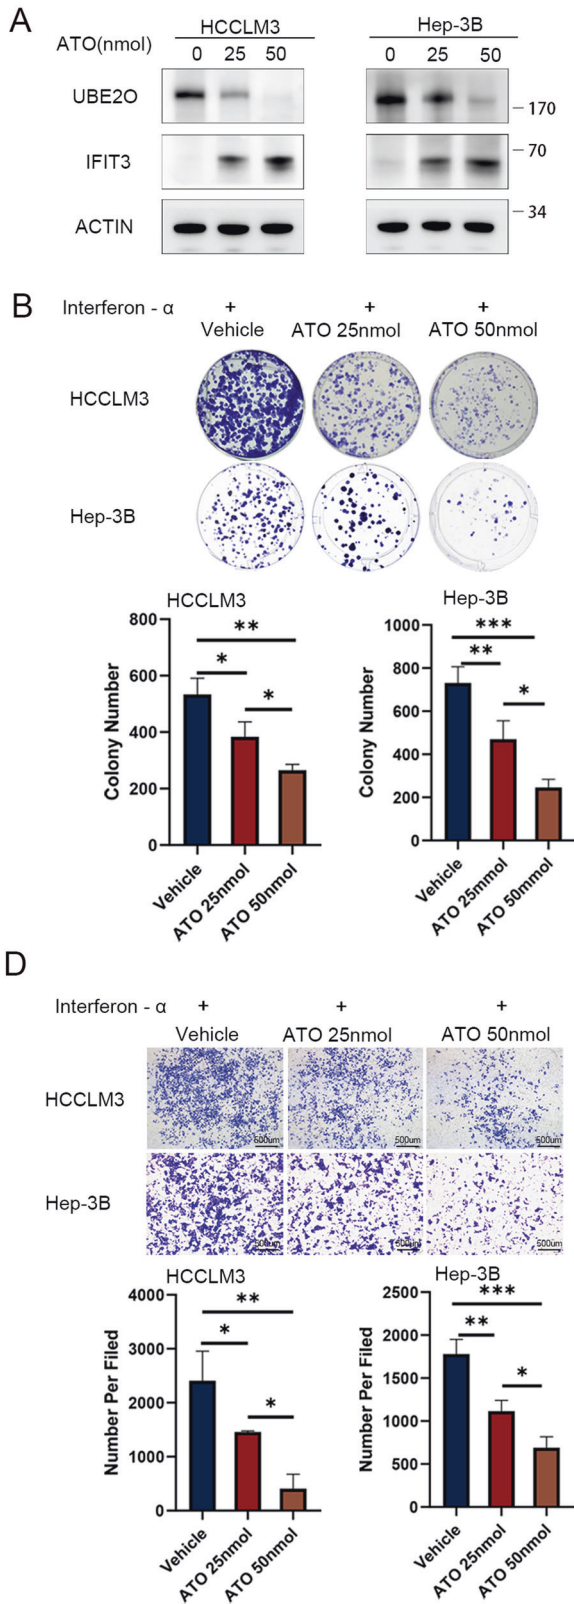 A
HCCLM3
Hep-3B
ATO(nmol)
0 25 50
0 25 50
UBE2O
170
IFIT3
70
ACTIN
34
B
Interferon - α + + +
Vehicle ATO 25nmol ATO 50nmol
HCCLM3
Hep-3B
HCCLM3
Colony Number
800
600
400
200
0
**
*
*
Vehicle
ATO 25nmol
ATO 50nmol
Hep-3B
Colony Number
1000
800
600
400
200
0
***
**
*
Vehicle
ATO 25nmol
ATO 50mmol
D
Interferon - α + + +
Vehicle ATO 25nmol ATO 50nmol
HCCLM3
500um 500um 500um
Hep-3B
500um 500um 500um
HCCLM3
Number Per Filed
4000
3000
2000
1000
0
**
*
*
Vehicle
ATO 25nmol
ATO 50nmol
Hep-3B
Number Per Filed
2500
2000
1500
1000
500
0
***
**
*
Vehicle
ATO 25nmol
ATO 50nmol